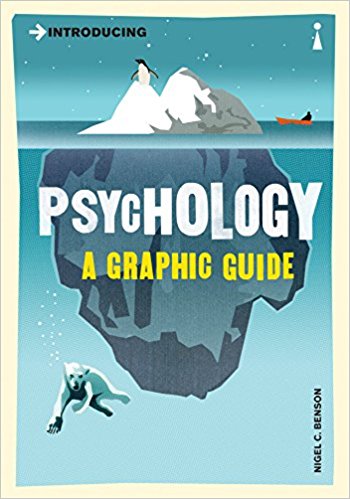 INTRODUCING
PSYCHOLOGY
A GRAPHIC GUIDE
NIGEL C. BENSON